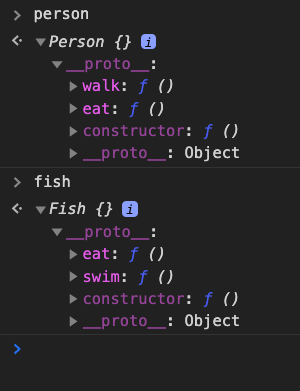 > person
<· ▼Person {} i
▼__proto__:
▶walk: ƒ ()
▶eat: ƒ ()
▶constructor: ƒ ()
▶__proto__: Object
> fish
<· ▼Fish {} i
▼__proto__:
▶eat: ƒ ()
▶swim: ƒ ()
▶constructor: ƒ ()
▶__proto__: Object
>